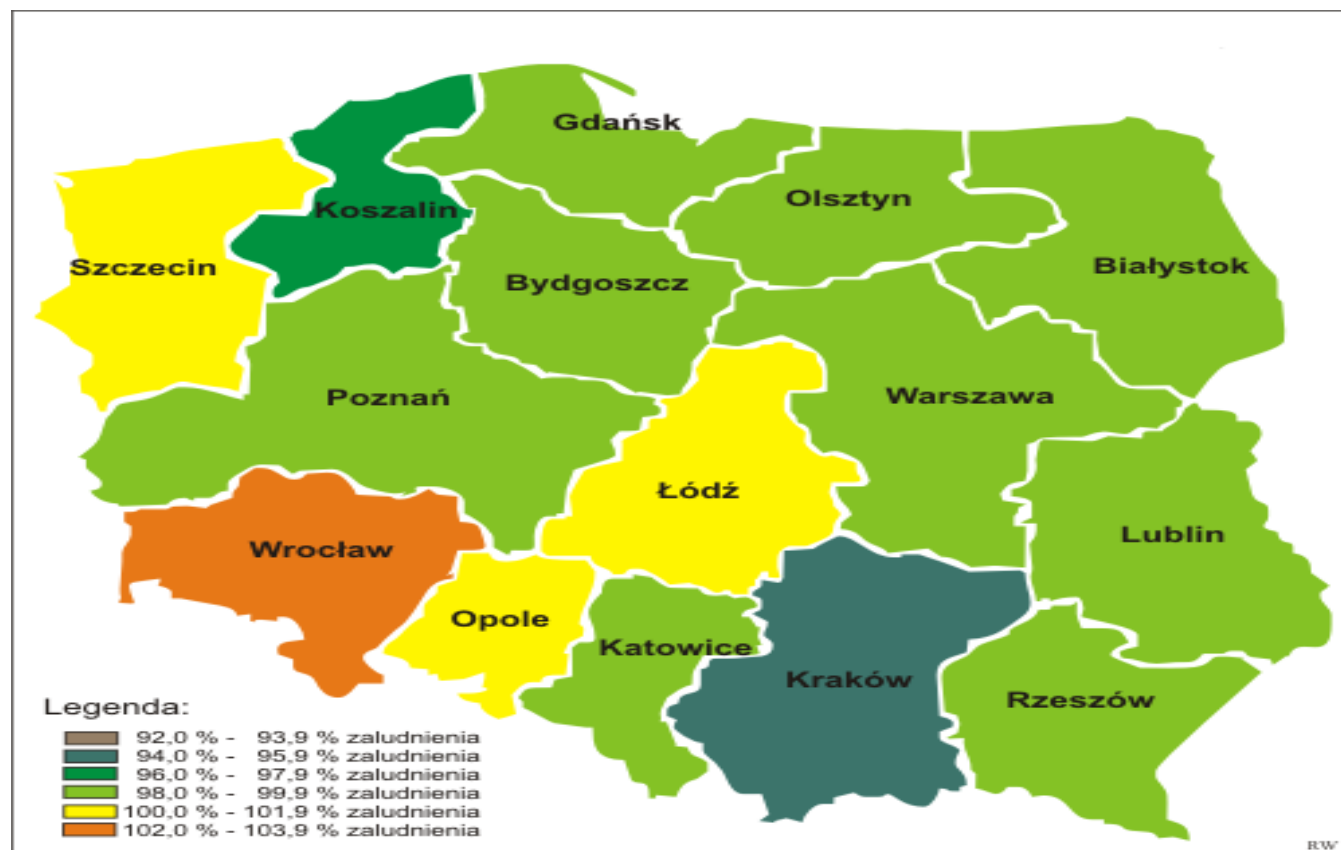 Gdańsk
Olsztyn
Koszalin
Szczecin
Białystok
Bydgoszcz
Poznań
Warszawa
Łódź
Wrocław
Lublin
Opole
Katowice
Kraków
Rzeszów
Legenda:
92,0 % - 93,9 % zaludnienia
94,0 % - 95,9 % zaludnienia
96,0 % - 97,9 % zaludnienia
98,0 % - 99,9 % zaludnienia
100,0 % - 101,9 % zaludnienia
102,0 % - 103,9 % zaludnienia
RW